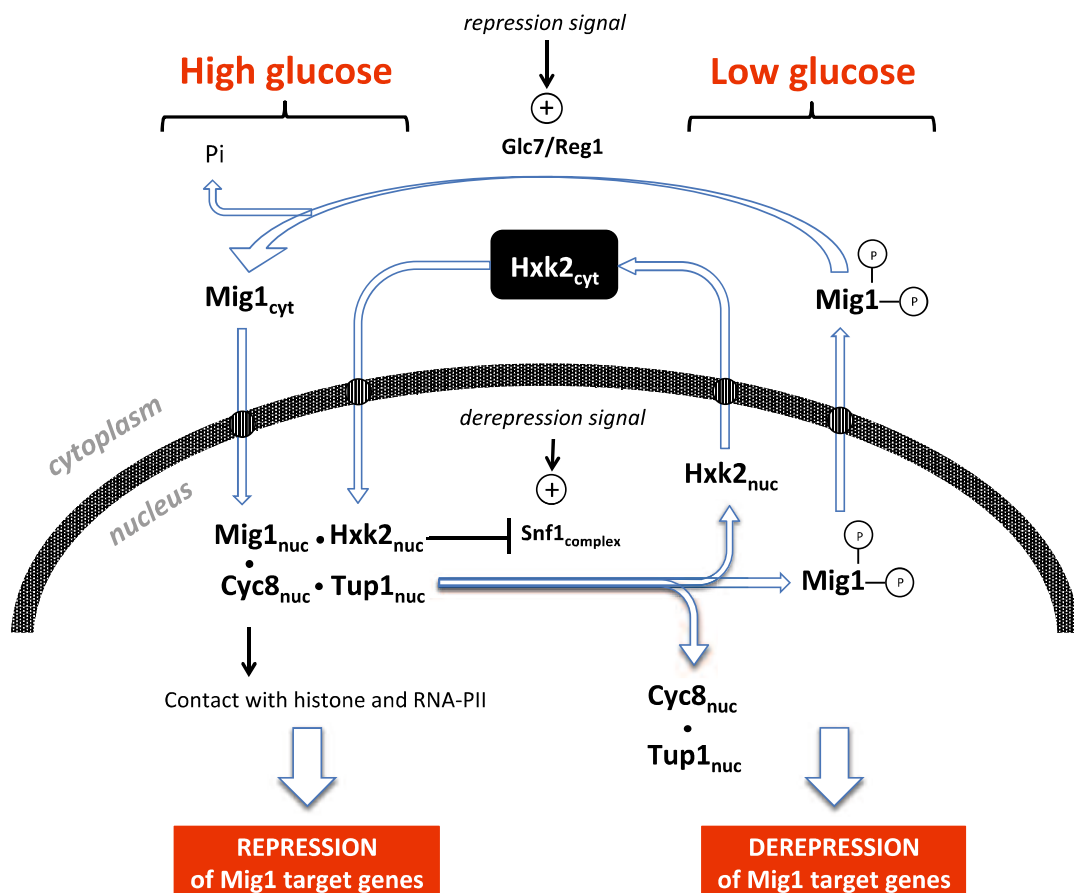 repression signal
High glucose
Low glucose
+
Glc7/Reg1
Pi
P
Hxk2cyt
Mig1cyt
Mig1
P
cytoplasm
derepression signal
Hxk2nuc
nucleus
+
Mig1nuc • Hxk2nuc
Snf1complex
P
•
Cyc8nuc • Tup1nuc
Mig1
P
Contact with histone and RNA-PII
Cyc8nuc
•
Tup1nuc
REPRESSION
of Mig1 target genes
DEREPRESSION
of Mig1 target genes